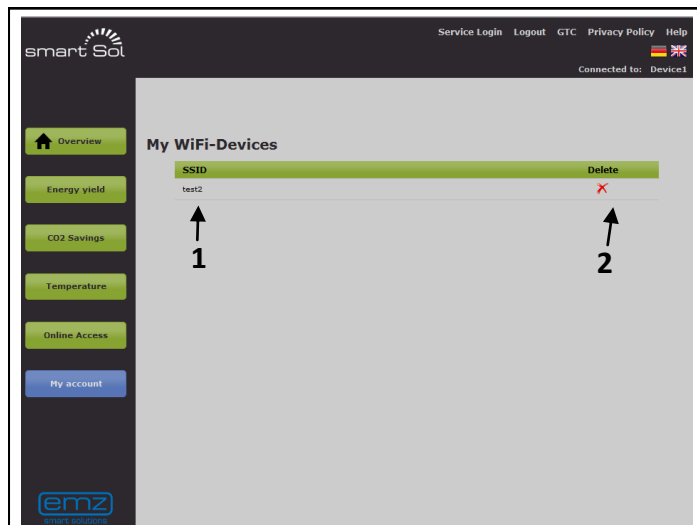 smart Sol
Service Login Logout GTC Privacy Policy Help
Connected to: Device1
Overview
Energy yield
CO2 Savings
Temperature
Online Access
My account
My WiFi-Devices
SSID Delete
test2
1 2
emz
smart solutions